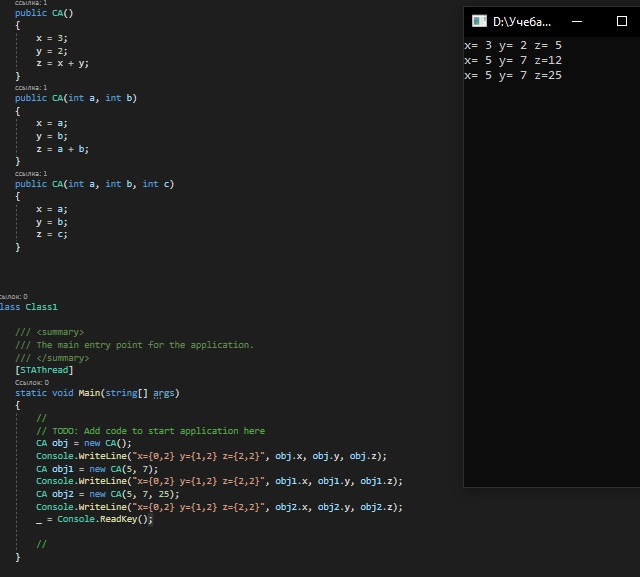 ссылка: 1
public CA()
{
x = 3;
y = 2;
z = x + y;
}
ссылка: 1
public CA(int a, int b)
{
x = a;
y = b;
z = a + b;
}
ссылка: 1
public CA(int a, int b, int c)
{
x = a;
y = b;
z = c;
}
сылок: 0
lass Class1
/// <summary>
/// The main entry point for the application.
/// </summary>
[STAThread]
Ссылок: 0
static void Main(string[] args)
{
//
// TODO: Add code to start application here
CA obj = new CA();
Console.WriteLine("x={0,2} y={1,2} z={2,2}", obj.x, obj.y, obj.z);
CA obj1 = new CA(5, 7);
Console.WriteLine("x={0,2} y={1,2} z={2,2}", obj1.x, obj1.y, obj1.z);
CA obj2 = new CA(5, 7, 25);
Console.WriteLine("x={0,2} y={1,2} z={2,2}", obj2.x, obj2.y, obj2.z);
_ = Console.ReadKey();
//
}
D:\Учеба...
x= 3 y= 2 z= 5
x= 5 y= 7 z=12
x= 5 y= 7 z=25